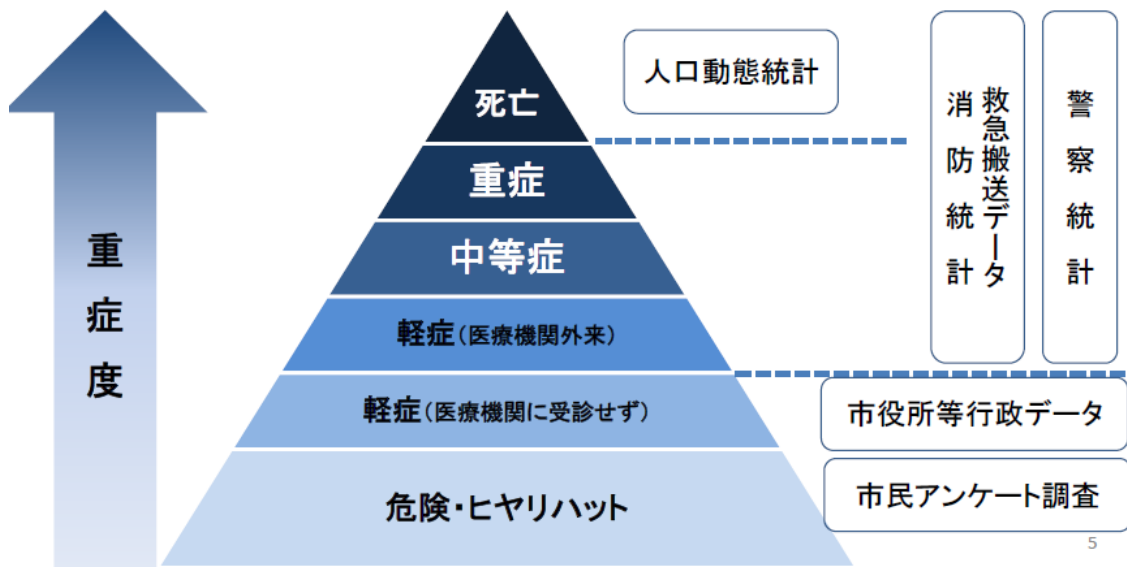 重症度
死亡
重症
中等症
軽症(医療機関外来)
軽症(医療機関に受診せず)
危険・ヒヤリハット
人口動態統計
救急搬送データ
消防統計
警察統計
市役所等行政データ
市民アンケート調査
5